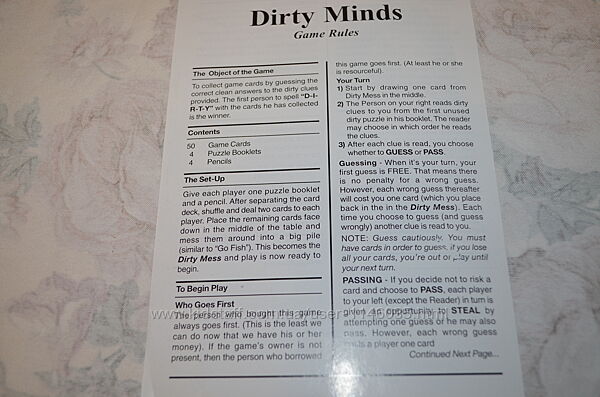 Dirty Minds
Game Rules
The Object of the Game
To collect game cards by guessing the
correct clean answers to the dirty clues
provided. The first person to spell "D-I-
R-T-Y" with the cards he has collected
is the winner.
Contents
50 Game Cards
4 Puzzle Booklets
4 Pencils
The Set-Up
Give each player one puzzle booklet
and a pencil. After separating the card
deck, shuffle and deal two cards to each
player. Place the remaining cards face
down in the middle of the table and
mess them around into a big pile
(similar to "Go Fish"). This becomes the
Dirty Mess and play is now ready to
begin.
To Begin Play
Who Goes First
The person who bought this game
always goes first. (This is the least we
can do now that we have his or her
money). If the game's owner is not
present, then the person who borrowed
this game goes first. (At least he or she
is resourceful).
Your Turn
1) Start by drawing one card from
Dirty Mess in the middle.
2) The Person on your right reads dirty
clues to you from the first unused
dirty puzzle in his booklet. The reader
may choose in which order he reads
the clues.
3) After each clue is read, you choose
whether to GUESS or PASS.
Guessing - When it's your turn, your
first guess is FREE. That means there
is no penalty for a wrong guess.
However, each wrong guess thereafter
will cost you one card (which you place
back in the in the Dirty Mess). Each
time you choose to guess (and guess
wrongly) another clue is read to you.
NOTE: Guess cautiously. You must
have cards in order to guess. If you lose
all your cards, you're out of play until
your next turn.
PASSING - If you decide not to risk a
card and choose to PASS, each player
to your left (except the Reader) in turn is
given an opportunity to STEAL by
attempting one guess or he may also
pass. However, each wrong guess
a player one card
Continued Next Page...